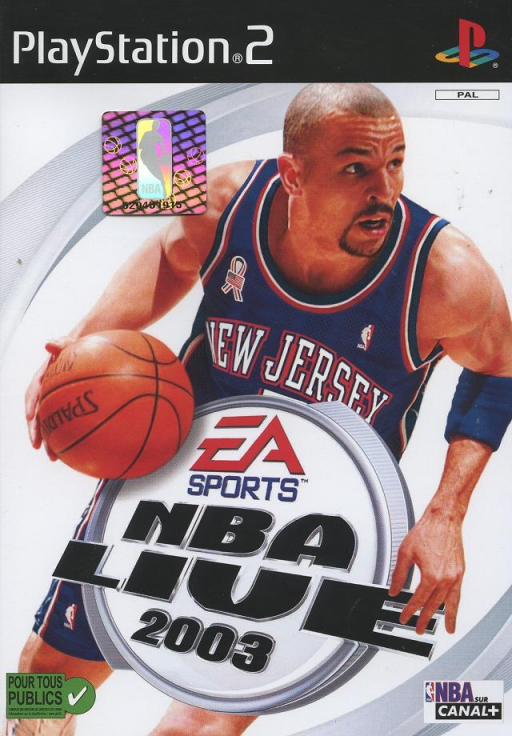 PlayStation®2
PAL
NBA
NEW JERSEY
SPALDING
EA
SPORTS™
NBA
LIVE
2003
POUR TOUS
PUBLICS
NBA SUR
CANAL+